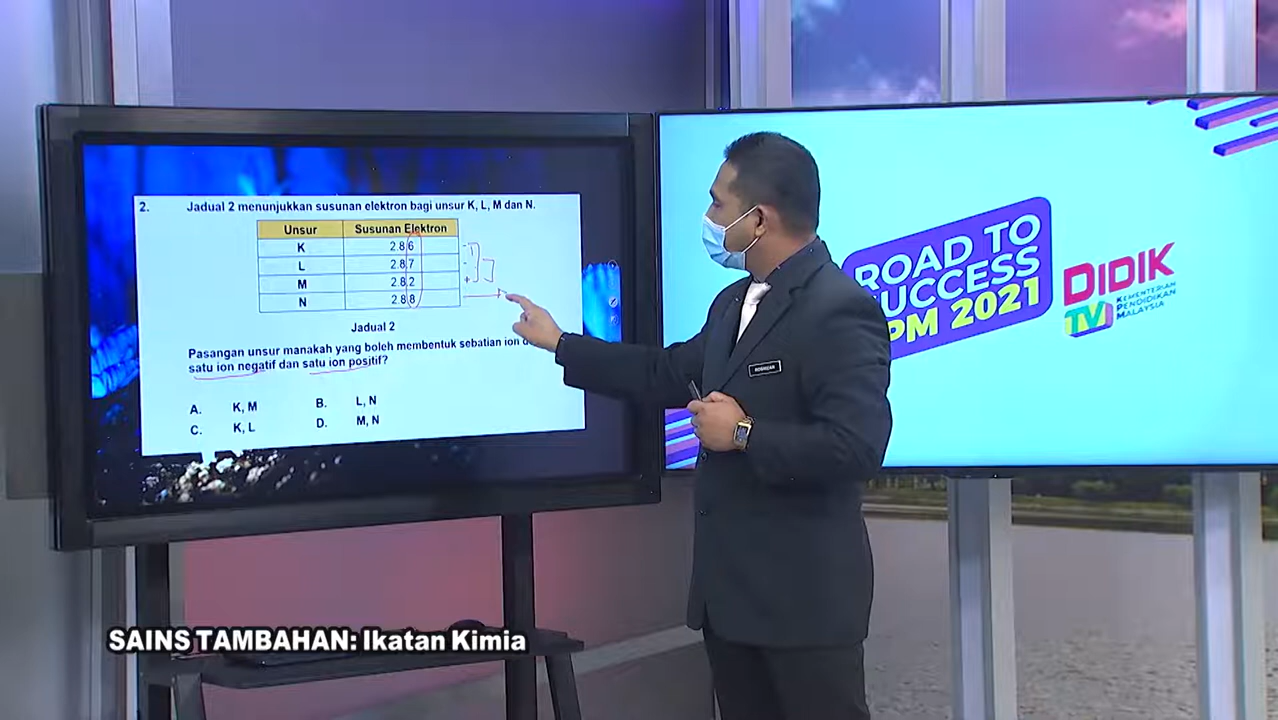 2. Jadual 2 menunjukkan susunan elektron bagi unsur K, L, M dan N.
Unsur Susunan Elektron
K 2.8.6
L 2.8.7
M 2.8.2
N 2.8.8
Jadual 2
Pasangan unsur manakah yang boleh membentuk sebatian ion
satu ion negatif dan satu ion positif?
A. K, M B. L, N
C. K, L D. M, N
ROAD TO
SUCCESS
PM 2021
DIDIK
TV
KEMENTERIAN
PENDIDIKAN
MALAYSIA
SAINS TAMBAHAN: Ikatan Kimia